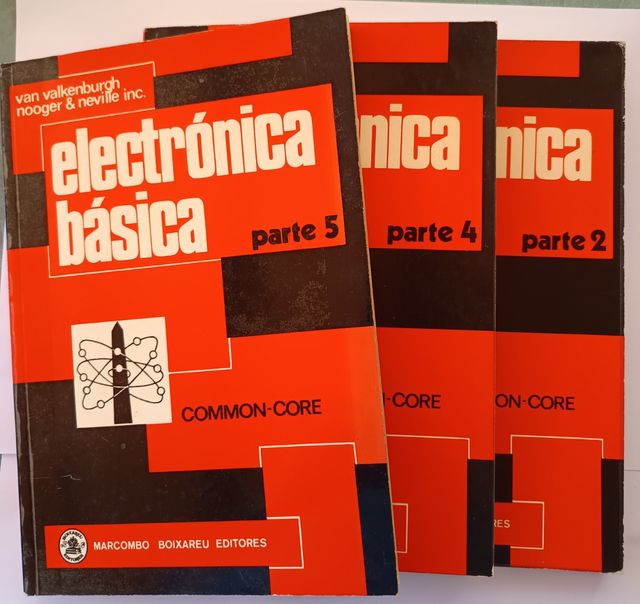 van valkenburgh
nooger & neville inc.
electrónica
básica
parte 5
COMMON-CORE
MARCOMBO BOIXAREU EDITORES
nica
parte 4
-CORE
nica
parte 2
ON-CORE
RES